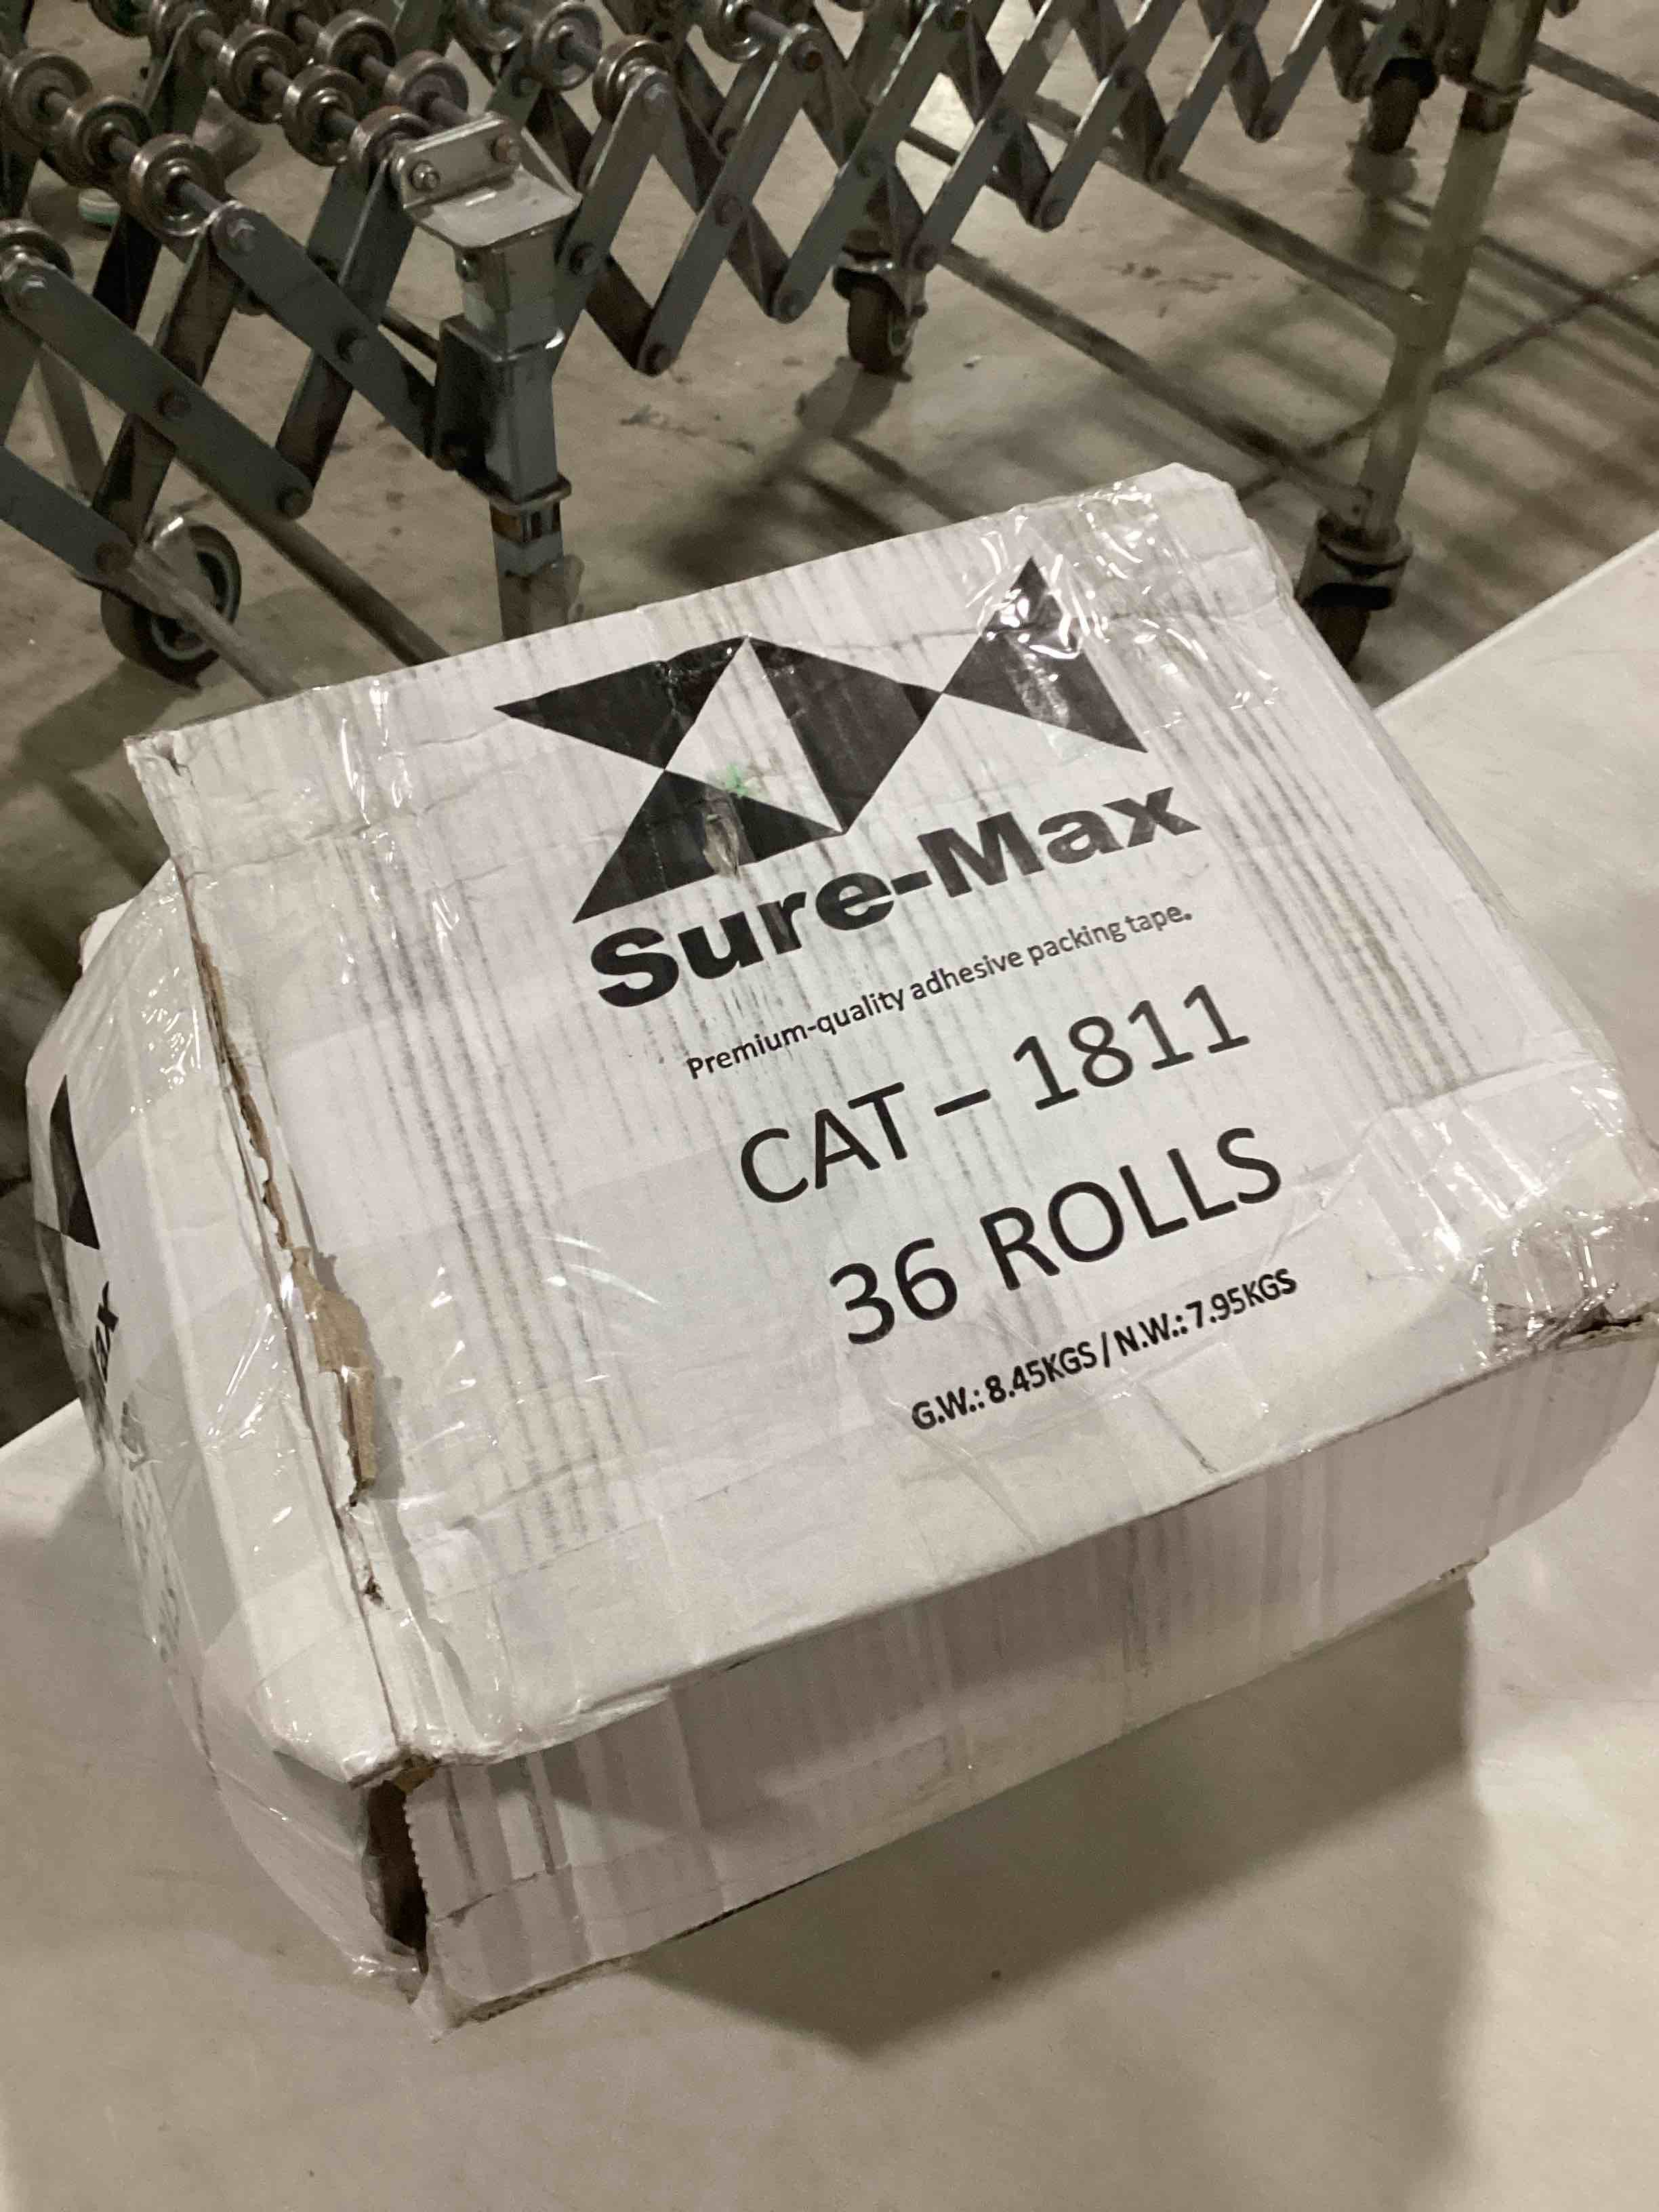 Sure-Max
Premium-quality adhesive packing tape.
CAT – 1811
36 ROLLS
G.W.: 8.45KGS / N.W.: 7.95KGS